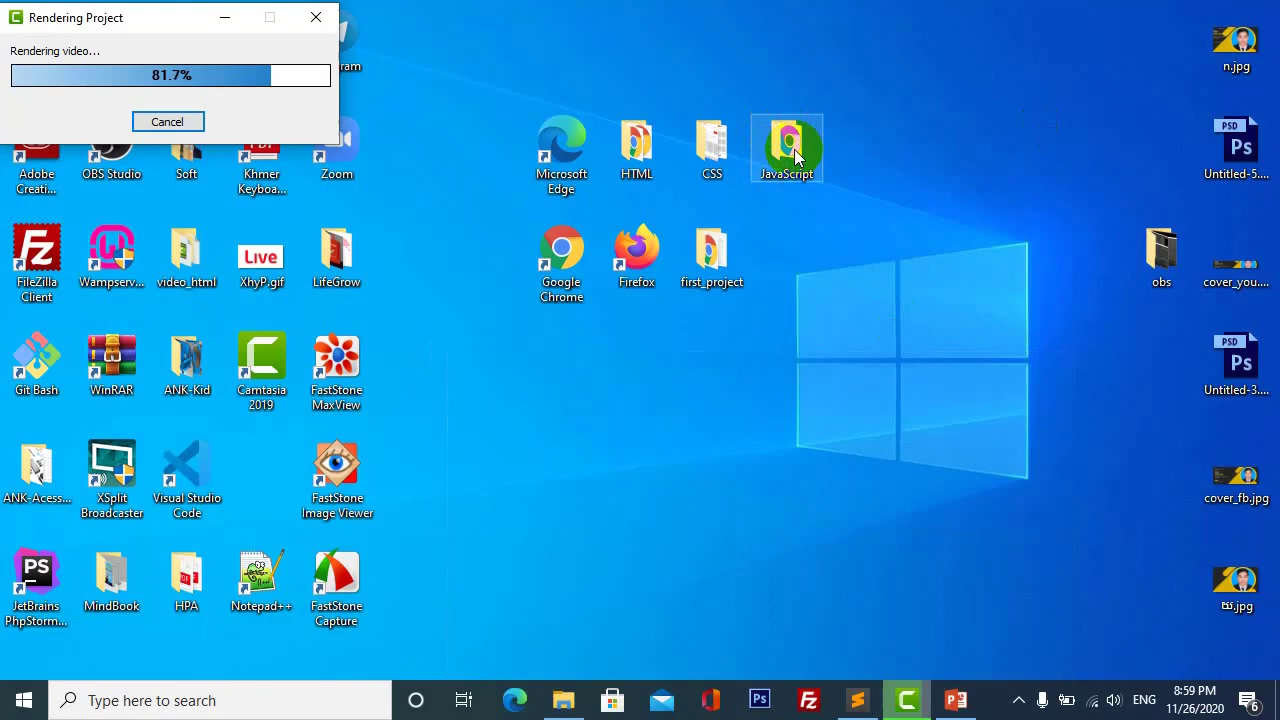 Rendering Project
Rendering video...
81.7%
Cancel
ram
n.jpg
Adobe
Creati...
OBS Studio
Soft
Khmer
Keyboa...
Zoom
Microsoft
Edge
HTML
CSS
JavaScript
PSD
Ps
Untitled-5....
FileZilla
Client
Wampserv...
video_html
Live
XhyP.gif
LifeGrow
Google
Chrome
Firefox
first_project
obs
cover_you....
Git Bash
WinRAR
ANK-Kid
Camtasia
2019
FastStone
MaxView
PSD
Ps
Untitled-3....
ANK-Acess...
XSplit
Broadcaster
Visual Studio
Code
FastStone
Image Viewer
cover_fb.jpg
PS
JetBrains
PhpStorm...
MindBook
HPA
Notepad++
FastStone
Capture
Type here to search
Ps
ENG
8:59 PM
11/26/2020
6